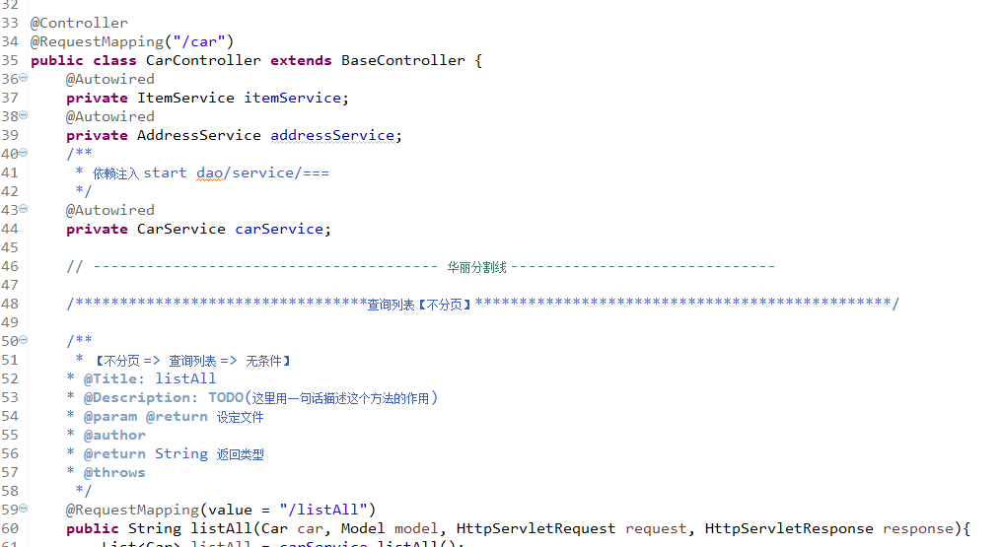 32
33 @Controller
34 @RequestMapping("/car")
35 public class CarController extends BaseController {
36 @Autowired
37 private ItemService itemService;
38 @Autowired
39 private AddressService addressService;
40 /**
41 * 依赖注入 start dao/service/===
42 */
43 @Autowired
44 private CarService carService;
45
46 // --------------------------------------- 华丽分割线------------------------------
47
48 /*********************************查询列表【不分页】***********************************************/
49
50 /**
51 * 【不分页 => 查询列表 => 无条件】
52 * @Title: listAll
53 * @Description: TODO(这里用一句话描述这个方法的作用)
54 * @param @return 设定文件
55 * @author
56 * @return String 返回类型
57 * @throws
58 */
59 @RequestMapping(value = "/listAll")
60 public String listAll(Car car, Model model, HttpServletRequest request, HttpServletResponse response){
61 List<Car> listAll = carService.listAll();